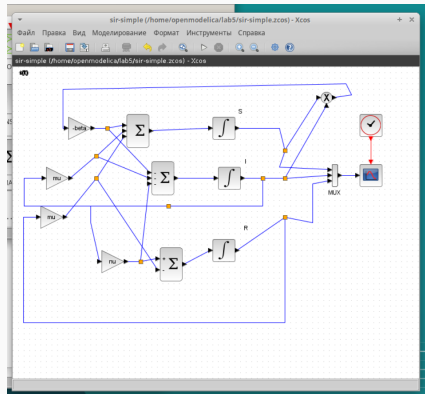 sir-simple (/home/openmodelica/lab5/sir-simple.zcos) - Xcos
Файл Правка Вид Моделирование Формат Инструменты Справка
sir-simple (/home/openmodelica/lab5/sir-simple.zcos) - Xcos
S
-beta
Σ
∫
X
I
mu
Σ
∫
MUX
mu
R
nu
Σ
∫